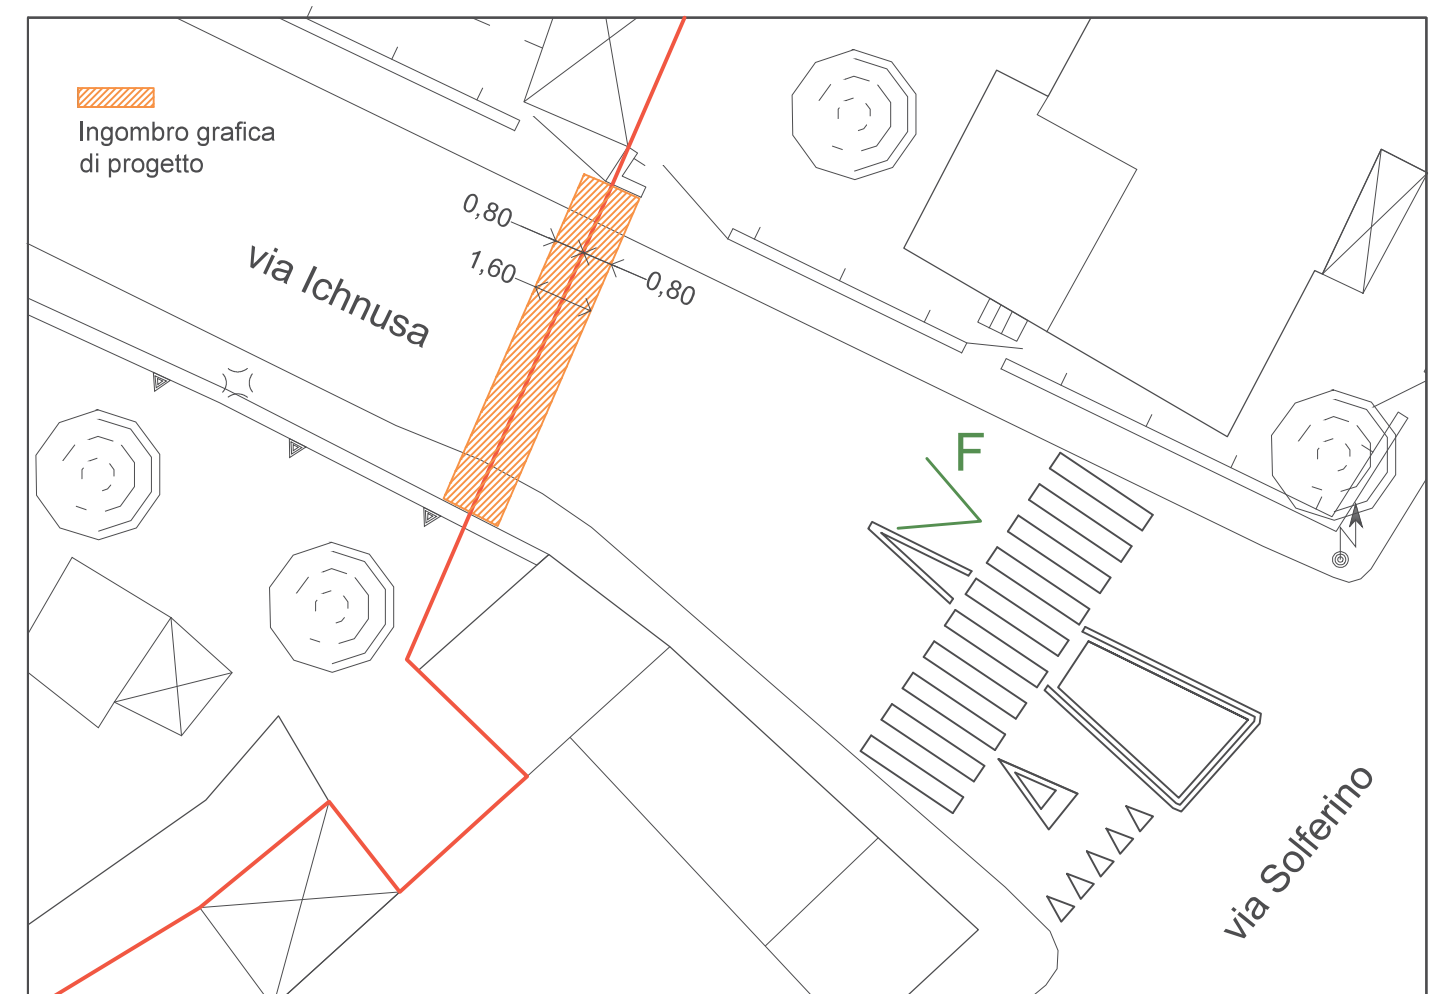 Ingombro grafica
di progetto
0,80
via Ichnusa
1,60
0,80
F
via Solferino